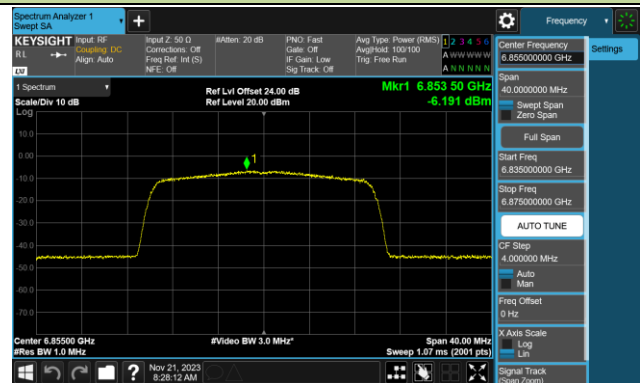 Spectrum Analyzer 1
Swept SA
+
Frequency
KEYSIGHT
RL
LXI
Input: RF
Coupling: DC
Align: Auto
Input Z: 50 Ω
Corrections: Off
Freq Ref: Int (S)
NFE: Off
#Atten: 20 dB
PNO: Fast
Gate: Off
IF Gain: Low
Sig Track: Off
Avg Type: Power (RMS)
Avg|Hold: 100/100
Trig: Free Run
1 2 3 4 5 6
A W W W W W
A N N N N N
Center Frequency
6.855000000 GHz
Settings
Span
40.0000000 MHz
Swept Span
Zero Span
Full Span
Start Freq
6.835000000 GHz
Stop Freq
6.875000000 GHz
AUTO TUNE
CF Step
4.000000 MHz
Auto
Man
Freq Offset
0 Hz
X Axis Scale
Log
Lin
Signal Track
(Span Zoom)
1 Spectrum
Scale/Div 10 dB
Log
Ref Lvl Offset 24.00 dB
Ref Level 20.00 dBm
Mkr1 6.853 50 GHz
-6.191 dBm
1
10.0
0.00
-10.0
-20.0
-30.0
-40.0
-50.0
-60.0
-70.0
Center 6.85500 GHz
#Res BW 1.0 MHz
#Video BW 3.0 MHz*
Span 40.00 MHz
Sweep 1.07 ms (2001 pts)
?
Nov 21, 2023
8:28:12 AM